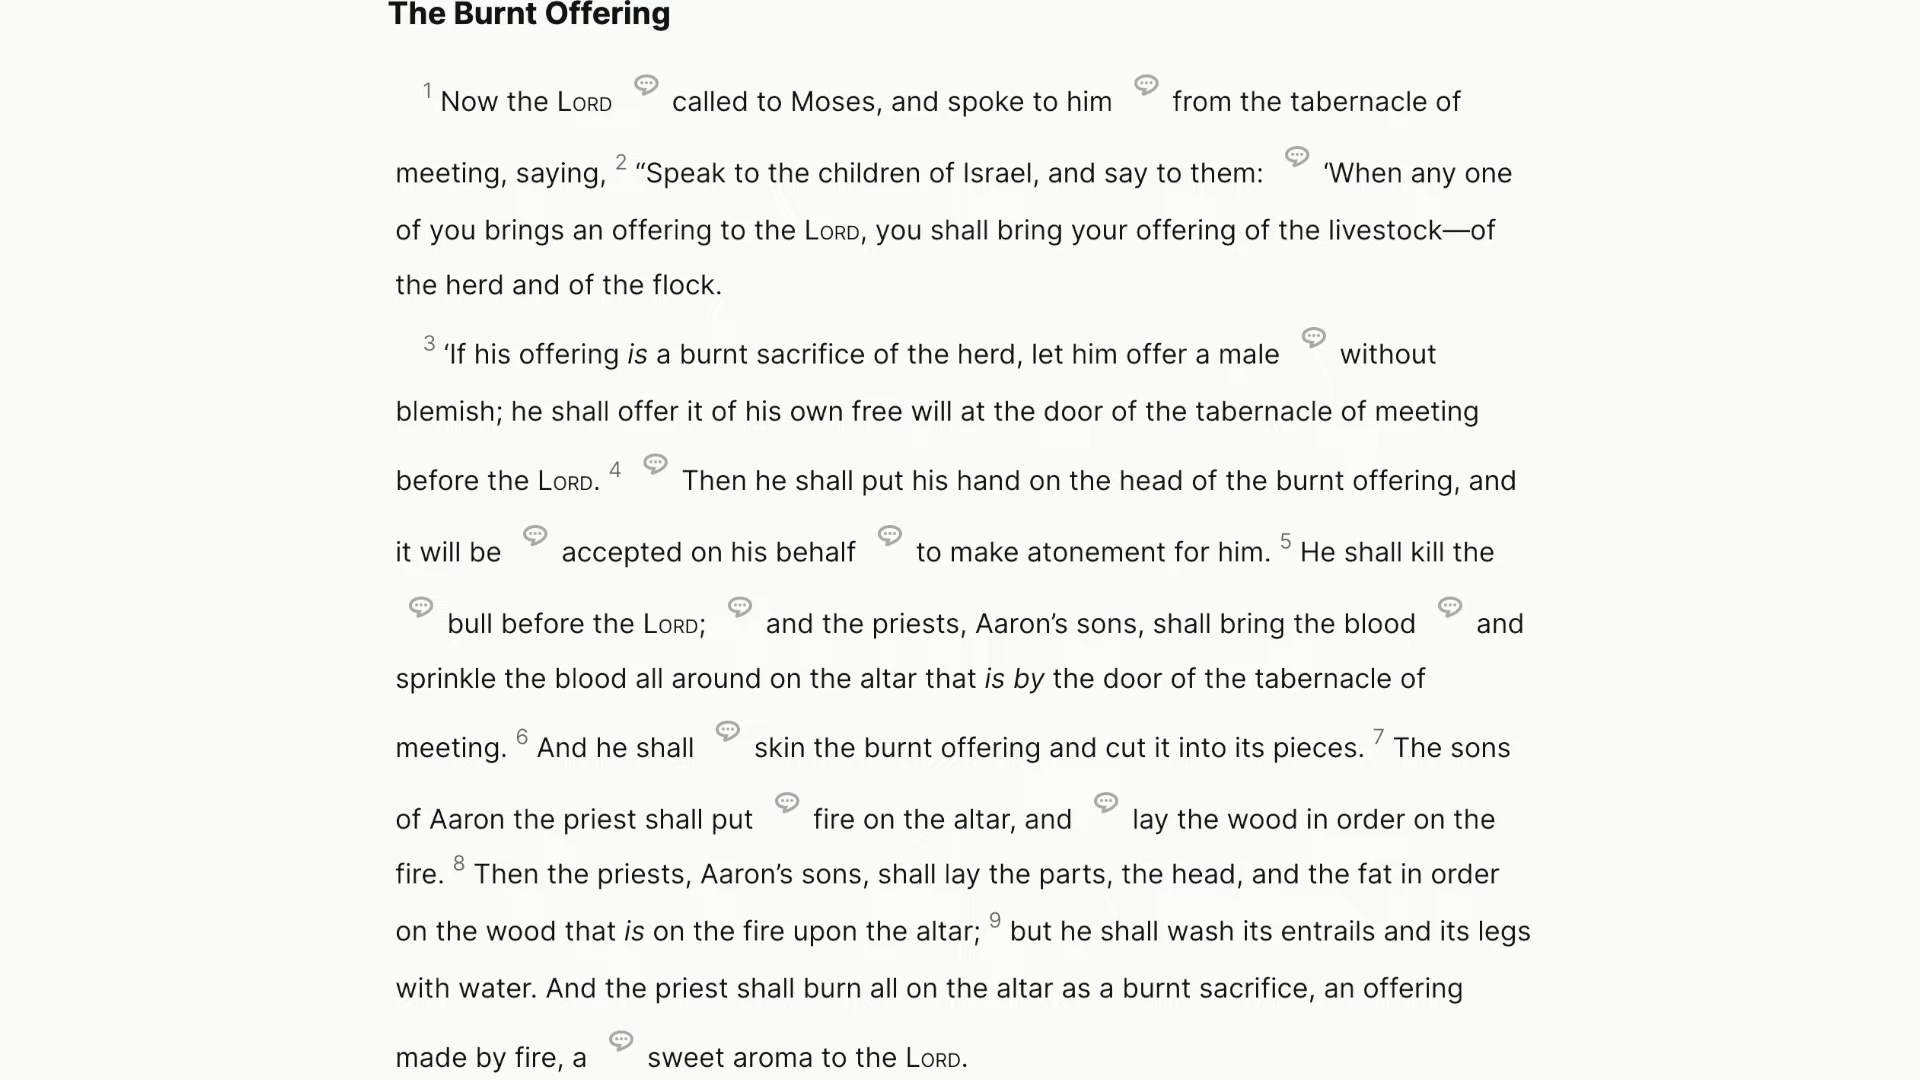 The Burnt Offering
1 Now the LORD called to Moses, and spoke to him from the tabernacle of
meeting, saying, 2 “Speak to the children of Israel, and say to them: ‘When any one
of you brings an offering to the LORD, you shall bring your offering of the livestock—of
the herd and of the flock.
3 ‘If his offering is a burnt sacrifice of the herd, let him offer a male without
blemish; he shall offer it of his own free will at the door of the tabernacle of meeting
before the LORD. 4 Then he shall put his hand on the head of the burnt offering, and
it will be accepted on his behalf to make atonement for him. 5 He shall kill the
bull before the LORD; and the priests, Aaron’s sons, shall bring the blood and
sprinkle the blood all around on the altar that is by the door of the tabernacle of
meeting. 6 And he shall skin the burnt offering and cut it into its pieces. 7 The sons
of Aaron the priest shall put fire on the altar, and lay the wood in order on the
fire. 8 Then the priests, Aaron’s sons, shall lay the parts, the head, and the fat in order
on the wood that is on the fire upon the altar; 9 but he shall wash its entrails and its legs
with water. And the priest shall burn all on the altar as a burnt sacrifice, an offering
made by fire, a sweet aroma to the LORD.